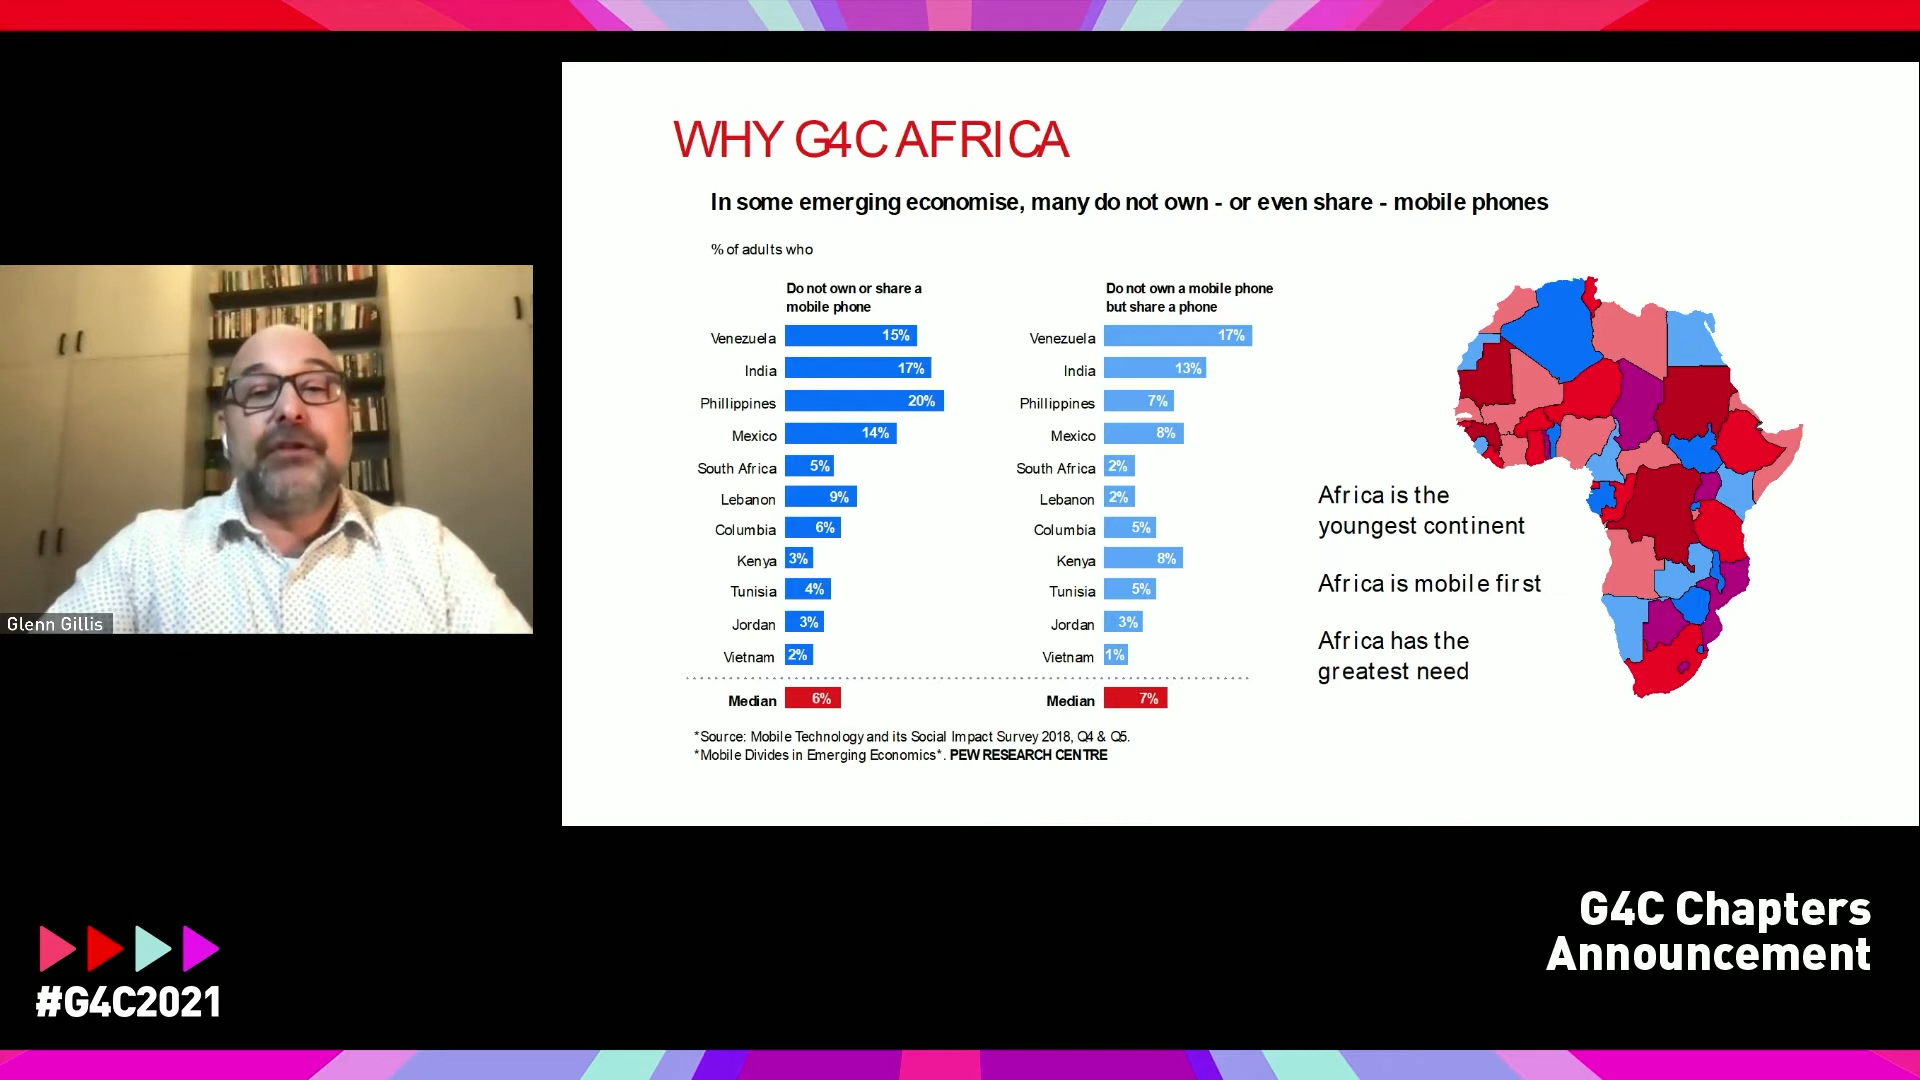 WHY G4C AFRICA
In some emerging economise, many do not own - or even share - mobile phones
% of adults who
Do not own or share a
mobile phone
Venezuela 15%
India 17%
Phillippines 20%
Mexico 14%
South Africa 5%
Lebanon 9%
Columbia 6%
Kenya 3%
Tunisia 4%
Jordan 3%
Vietnam 2%
Median 6%
Do not own a mobile phone
but share a phone
Venezuela 17%
India 13%
Phillippines 7%
Mexico 8%
South Africa 2%
Lebanon 2%
Columbia 5%
Kenya 8%
Tunisia 5%
Jordan 3%
Vietnam 1%
Median 7%
*Source: Mobile Technology and its Social Impact Survey 2018, Q4 & Q5.
*Mobile Divides in Emerging Economics*. PEW RESEARCH CENTRE
Africa is the
youngest continent
Africa is mobile first
Africa has the
greatest need
Glenn Gillis
#G4C2021
G4C Chapters
Announcement